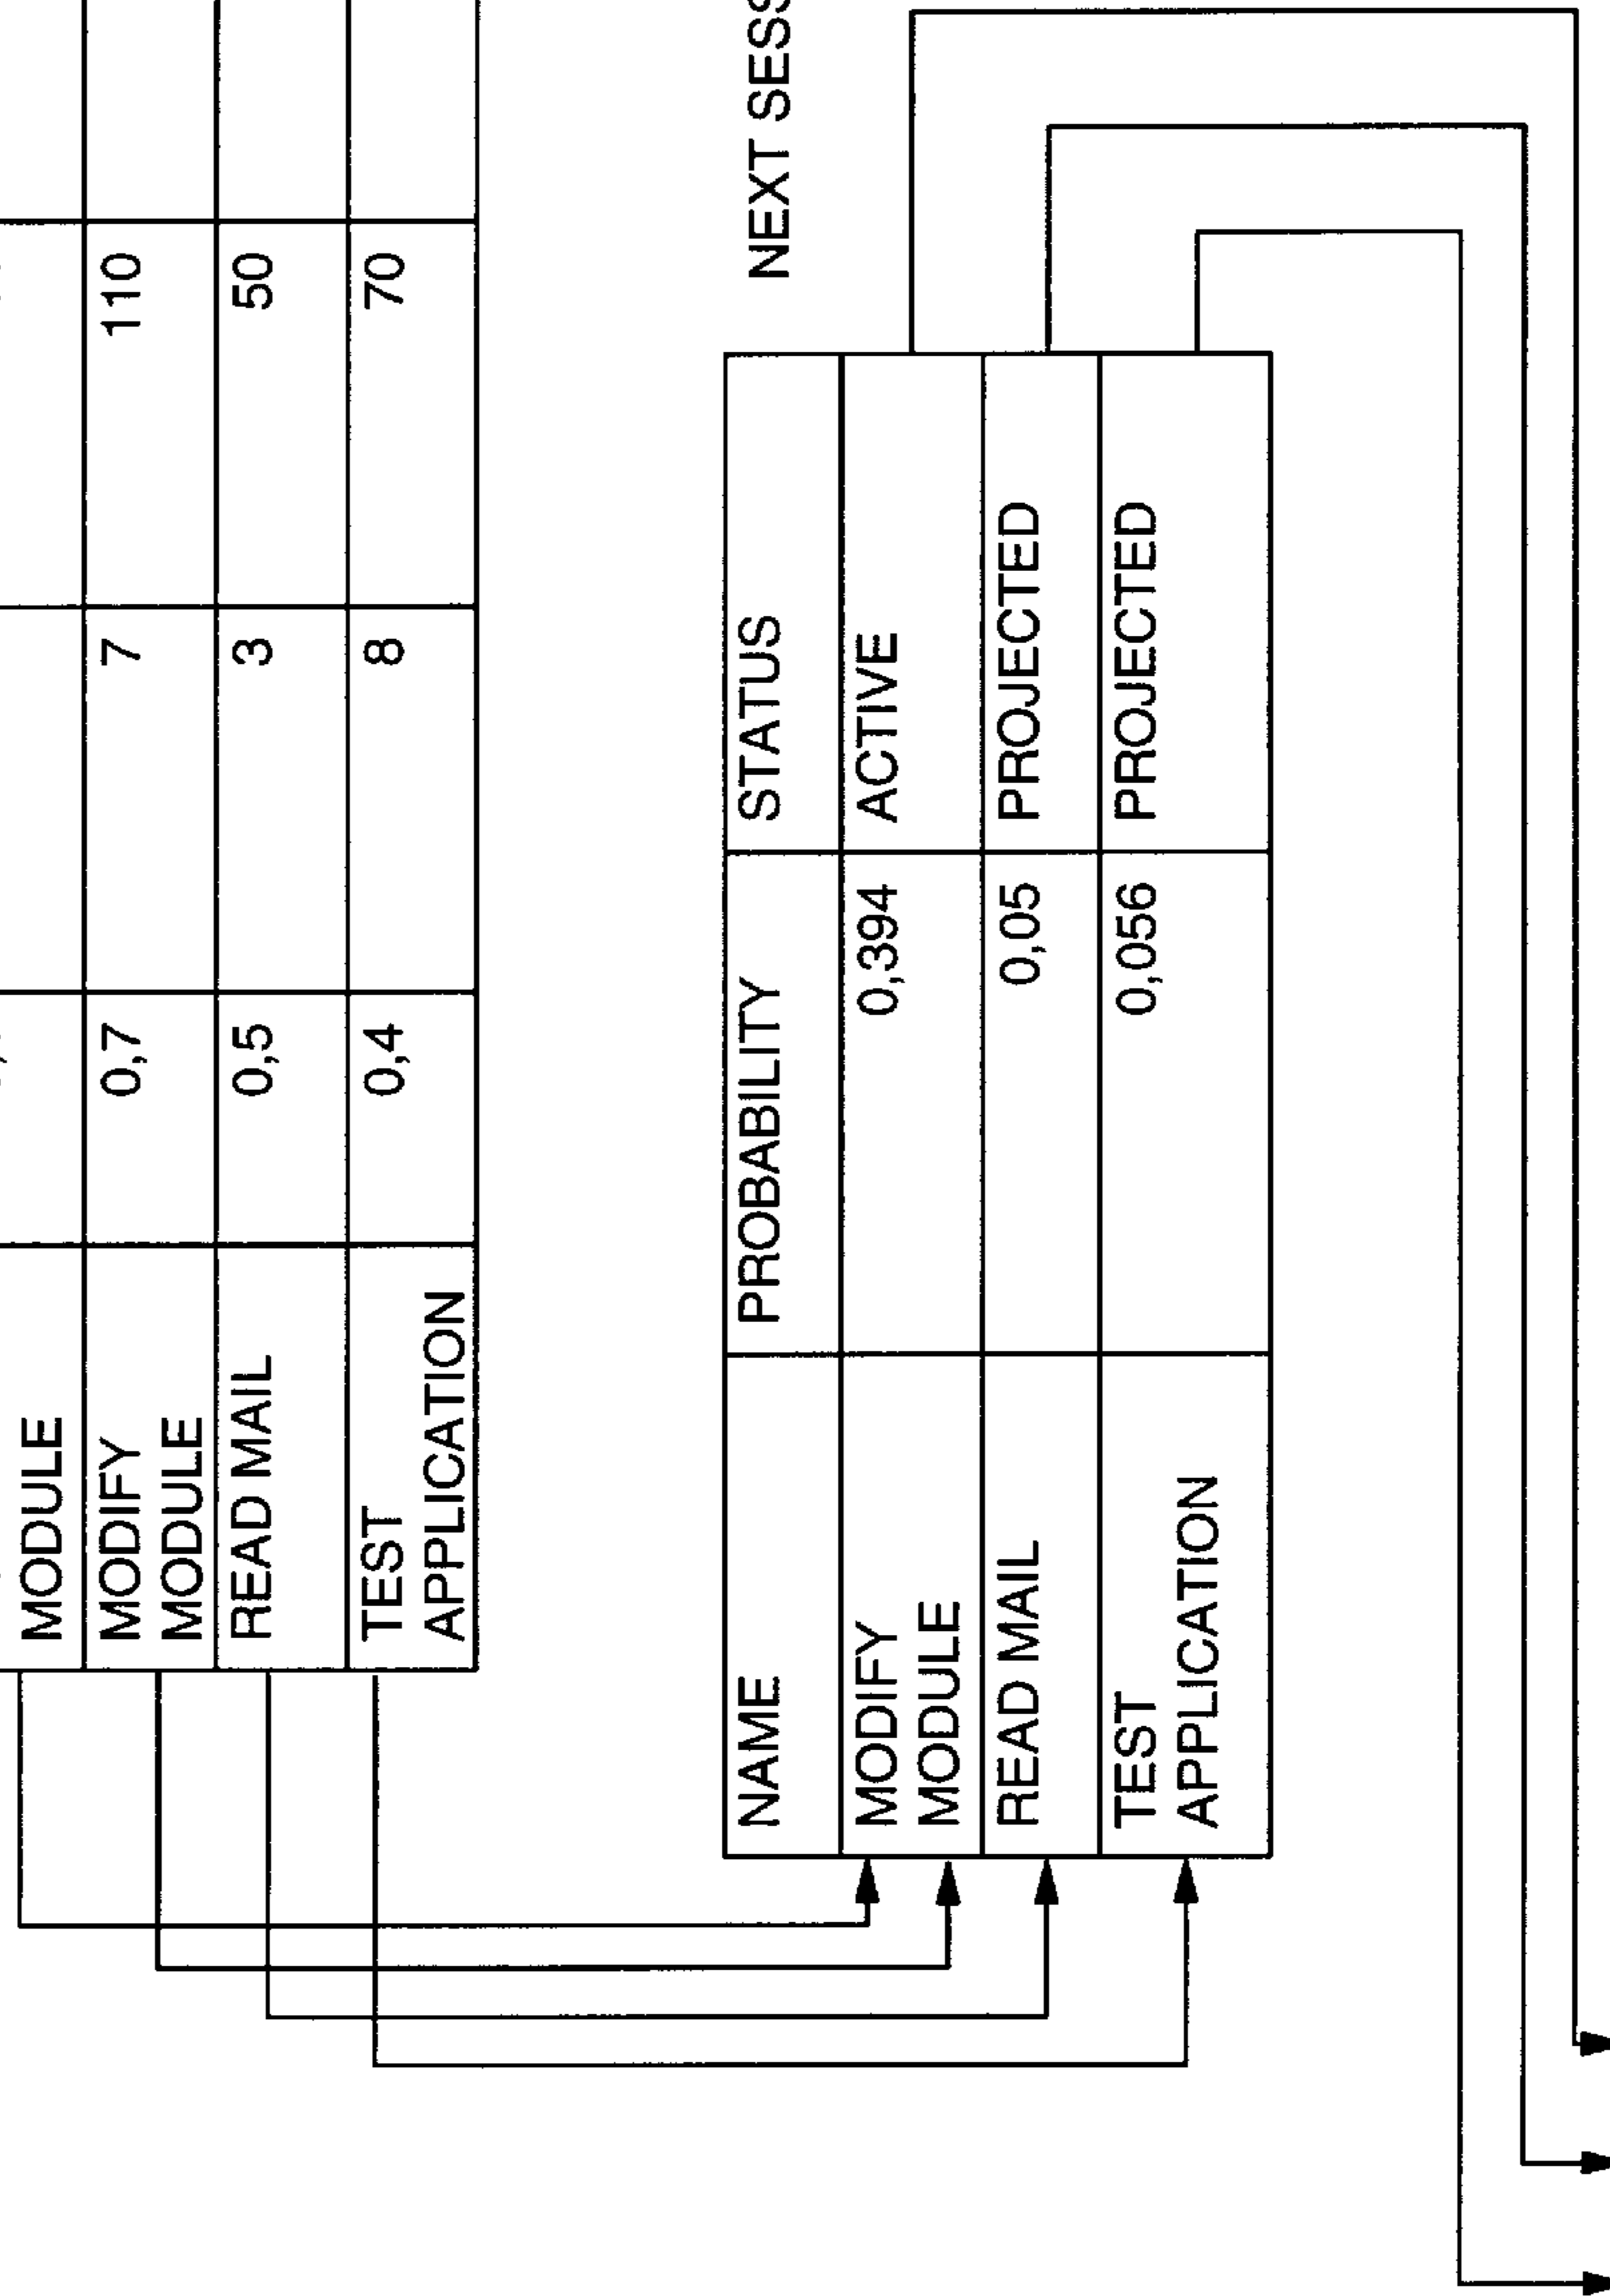 MODULE
MODIFY 0,7 7 110
MODULE
READ MAIL 0,5 3 50
TEST 0,4 8 70
APPLICATION
NEXT SESS
NAME PROBABILITY STATUS
MODIFY 0,394 ACTIVE
MODULE
READ MAIL 0,05 PROJECTED
TEST 0,056 PROJECTED
APPLICATION